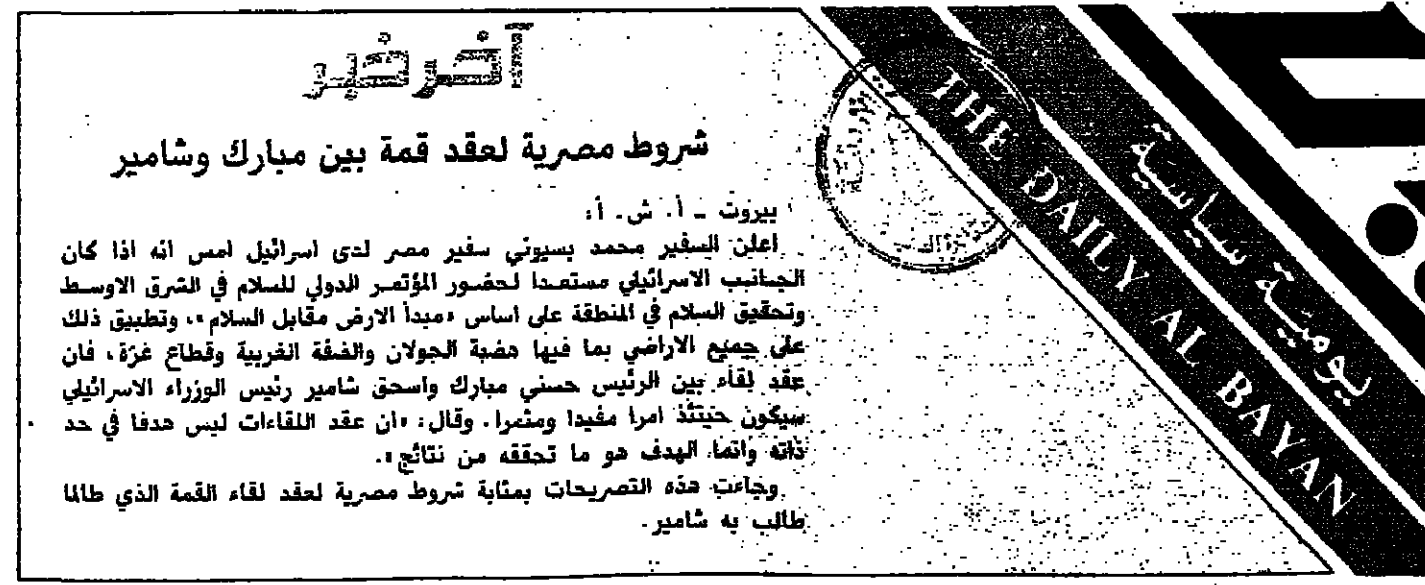 آخر خبر
شروط مصرية لعقد قمة بين مبارك وشامير
بيروت - أ. ش. أ:
اعلن السفير محمد بسيوني سفير مصر لدى اسرائيل امس انه اذا كان
الجانب الاسرائيلي مستعدا لحضور المؤتمر الدولي للسلام في الشرق الاوسط
وتحقيق السلام في المنطقة على اساس «مبدأ الارض مقابل السلام»، وتطبيق ذلك
على جميع الاراضي بما فيها هضبة الجولان والضفة الغربية وقطاع غزة، فان
عقد لقاء بين الرئيس حسني مبارك واسحق شامير رئيس الوزراء الاسرائيلي
سيكون حينئذ امرا مفيدا ومثمرا. وقال: «ان عقد اللقاءات ليس هدفا في حد
ذاته وانما الهدف هو ما تحققه من نتائج».
وجاءت هذه التصريحات بمثابة شروط مصرية لعقد لقاء القمة الذي طالما
طالب به شامير.
يومية سياسية
THE DAILY AL BAYAN